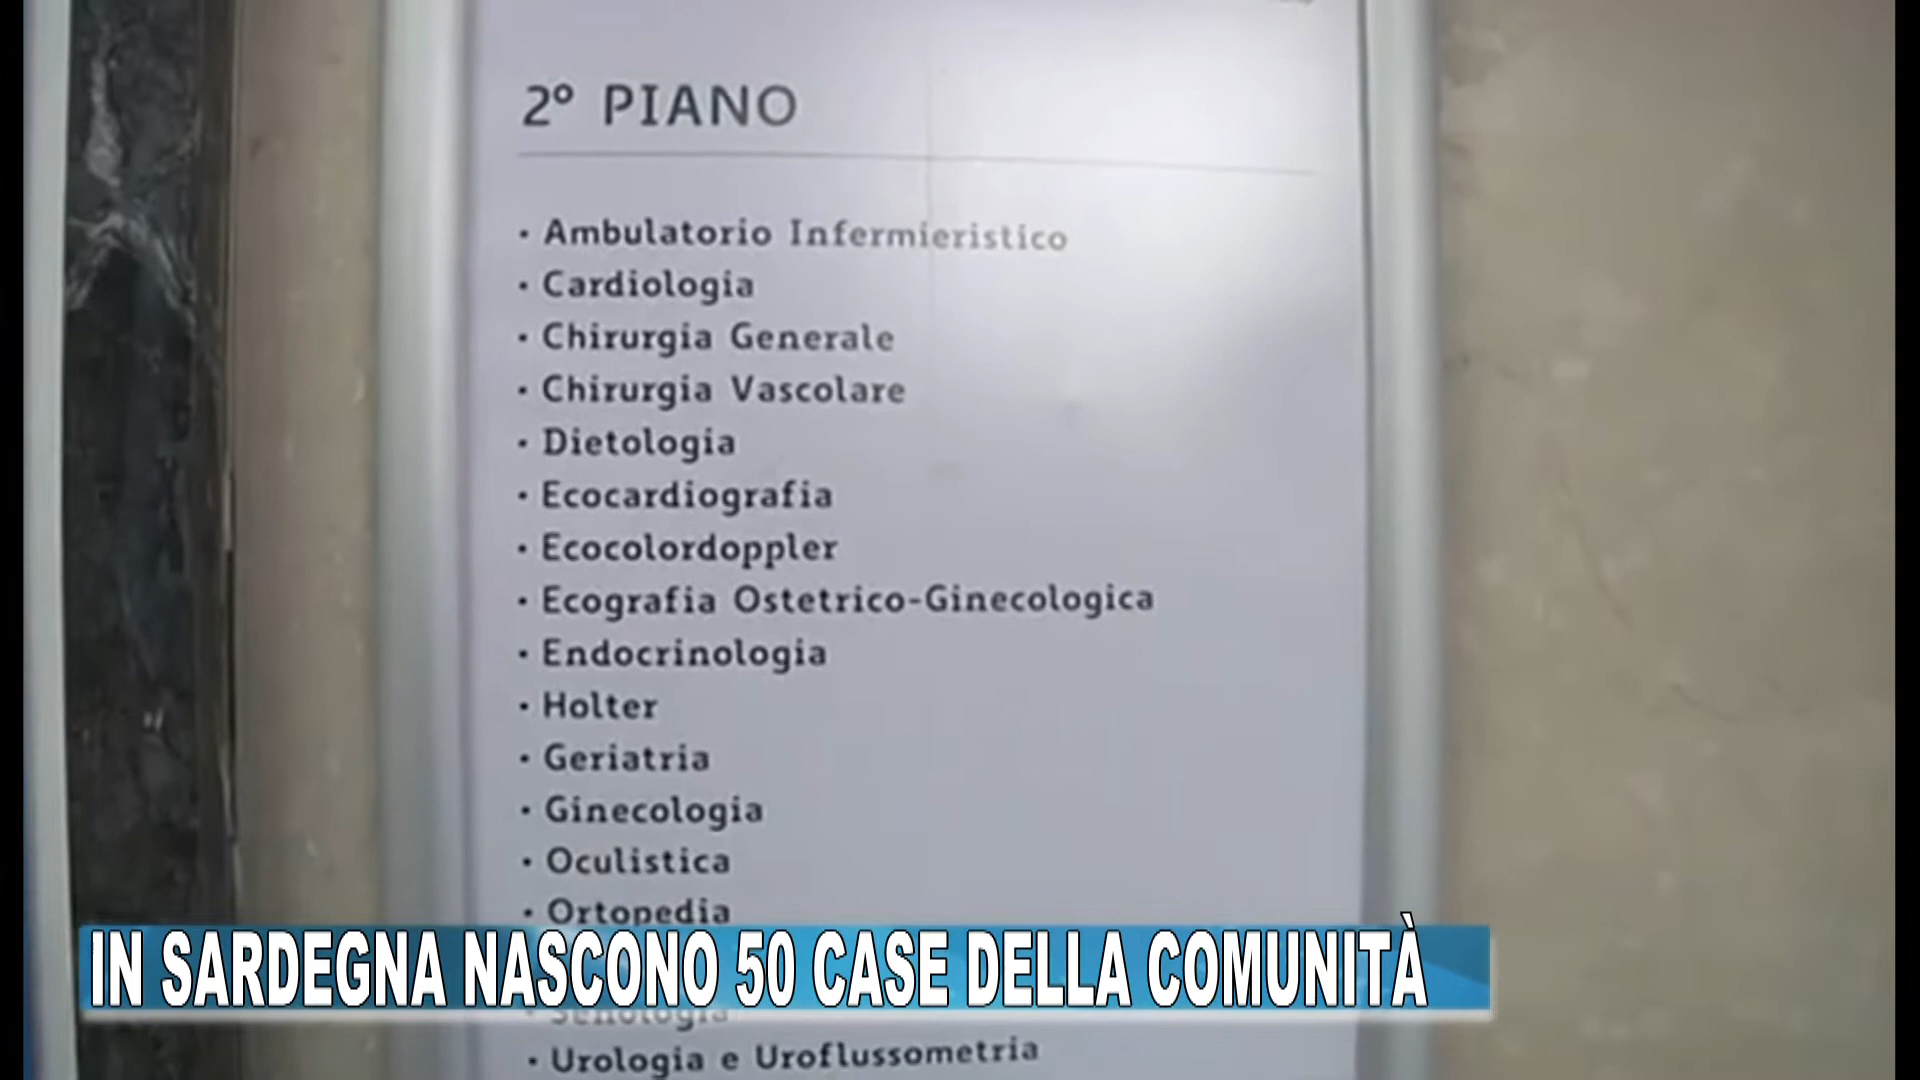 2° PIANO
• Ambulatorio Infermieristico
• Cardiologia
• Chirurgia Generale
• Chirurgia Vascolare
• Dietologia
• Ecocardiografia
• Ecocolordoppler
• Ecografia Ostetrico-Ginecologica
• Endocrinologia
• Holter
• Geriatria
• Ginecologia
• Oculistica
• Ortopedia
IN SARDEGNA NASCONO 50 CASE DELLA COMUNITÀ
• Senologia
• Urologia e Uroflussometria